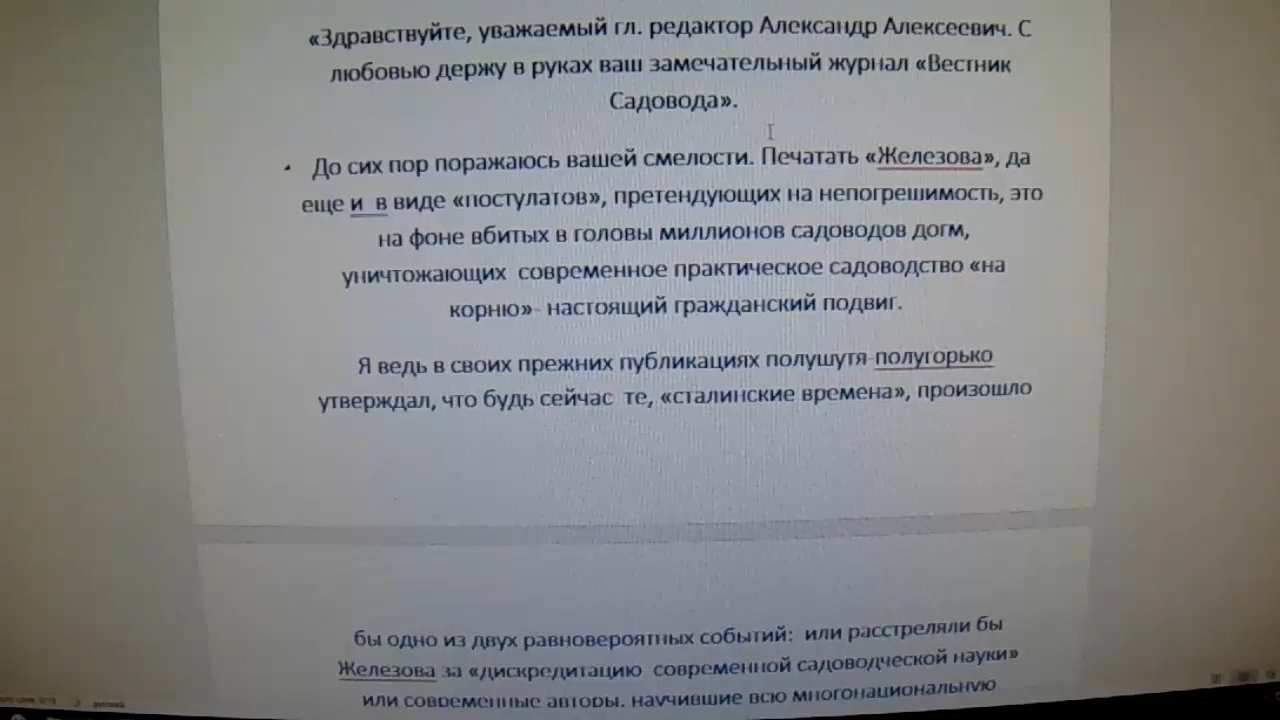 «Здравствуйте, уважаемый гл. редактор Александр Алексеевич. С
любовью держу в руках ваш замечательный журнал «Вестник
Садовода».
До сих пор поражаюсь вашей смелости. Печатать «Железова», да
еще и  в виде «постулатов», претендующих на непогрешимость, это
на фоне вбитых в головы миллионов садоводов догм,
уничтожающих  современное практическое садоводство «на
корню»- настоящий гражданский подвиг.
Я ведь в своих прежних публикациях полушутя-полугорько
утверждал, что будь сейчас  те, «сталинские времена», произошло
бы одно из двух равновероятных событий:  или расстреляли бы
Железова за «дискредитацию  современной садоводческой науки»
или современные авторы, научившие всю многонациональную
русский